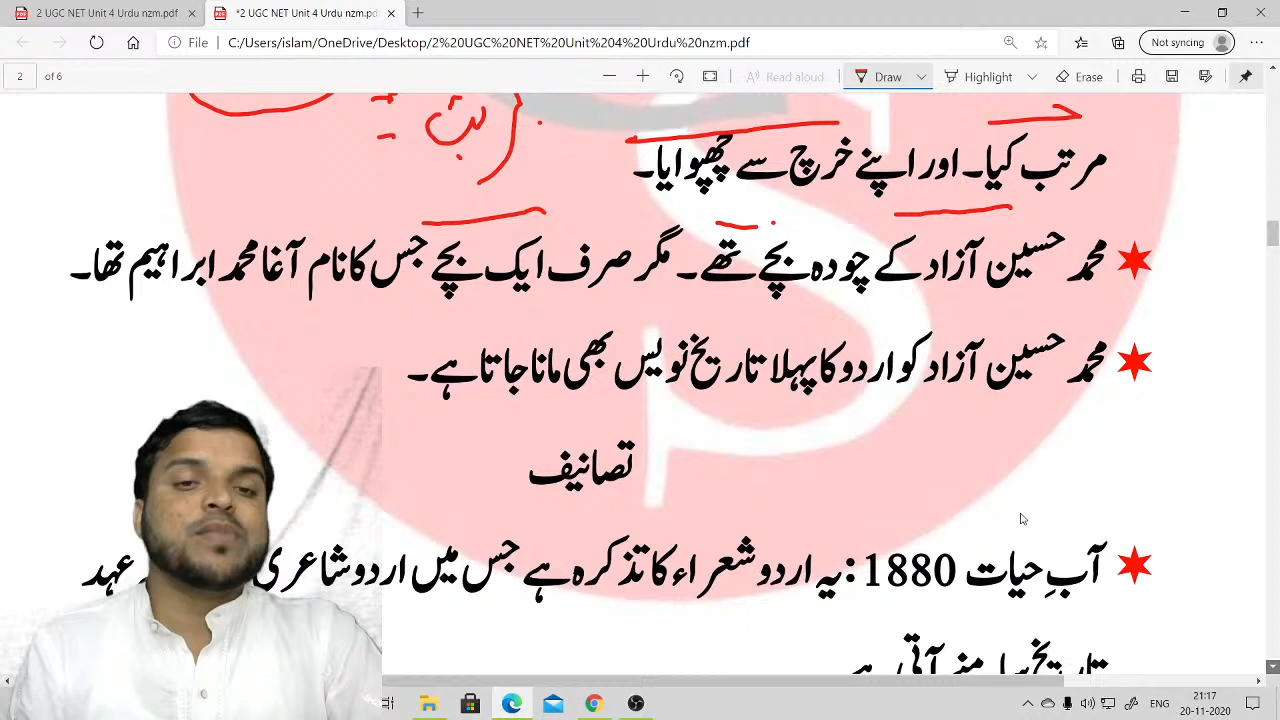 2 UGC NET Unit 4 Urdu nzm.pdf
*2 UGC NET Unit 4 Urdu nzm.pdf
File C:/Users/islam/OneDrive/Desktop/2%20UGC%20NET%20Unit%204%20Urdu%20nzm.pdf
Not syncing
2 of 6
Read aloud
Draw
Highlight
Erase
مرتب کیا۔ اور اپنے خرچ سے چھپوایا۔
محمد حسین آزاد کے چودہ بچے تھے۔ مگر صرف ایک بچے جس کا نام آغا محمد ابراہیم تھا۔
محمد حسین آزاد کو اردو کا پہلا تاریخ نویس بھی مانا جاتا ہے۔
تصانیف
آبِ حیات 1880: یہ اردو شعراء کا تذکرہ ہے جس میں اردو شاعری عہد
تاریخ سامنے آتی ہے
ENG
21:17
20-11-2020